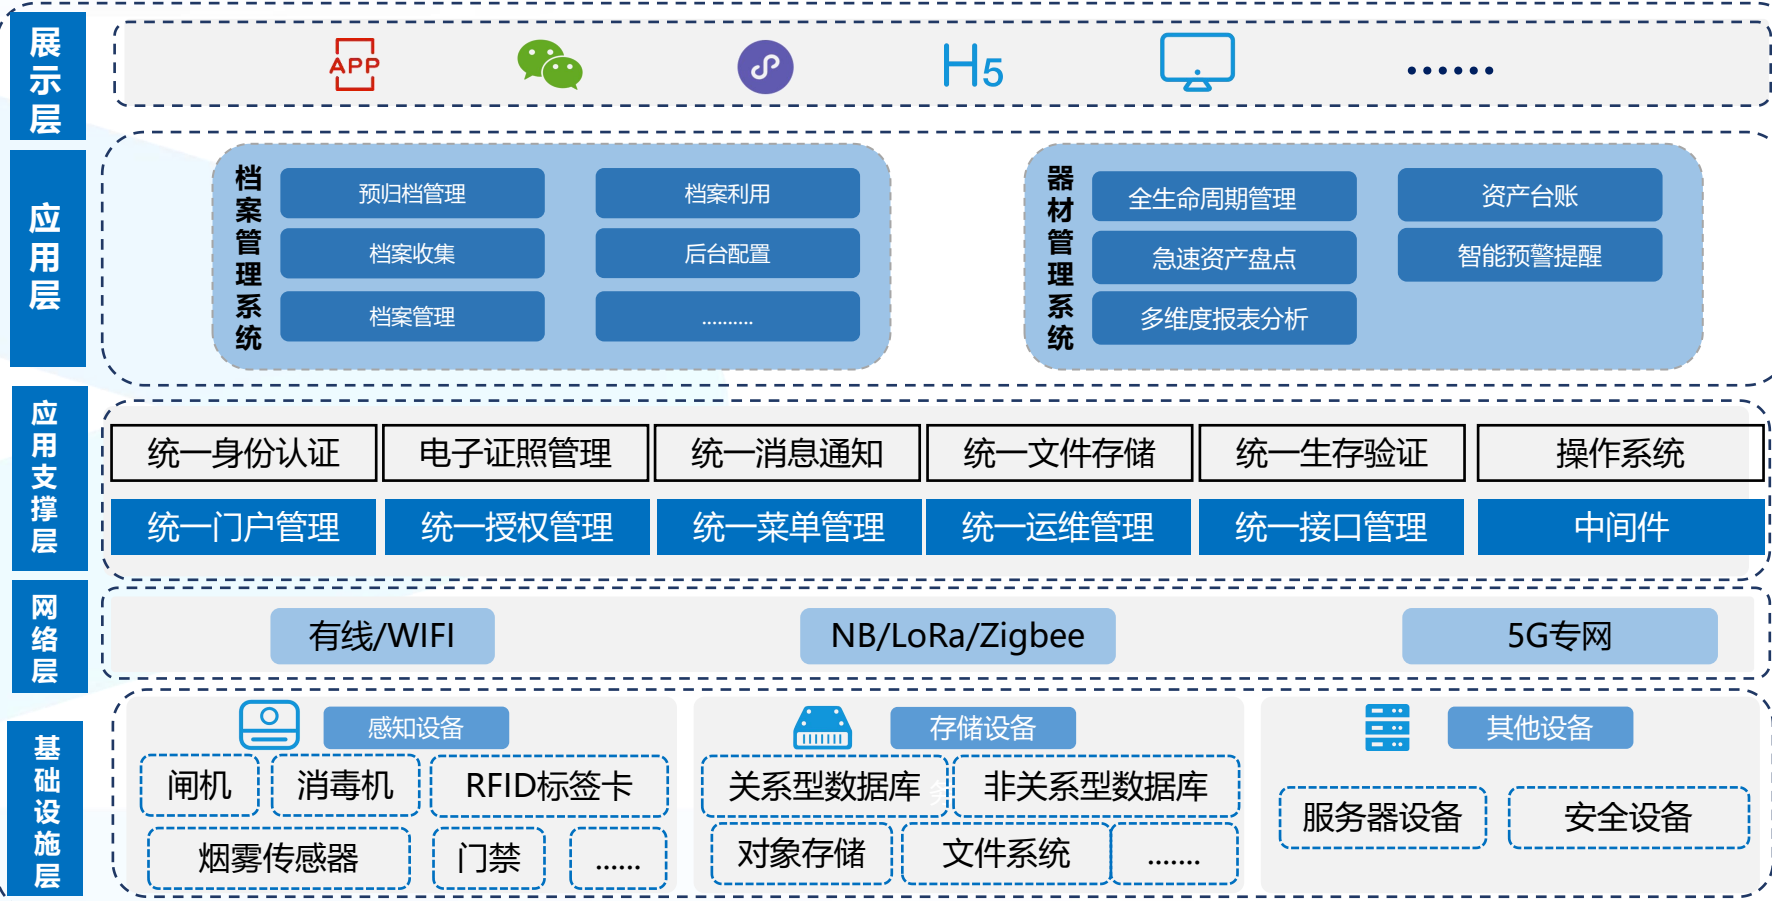 展示层
APP
H5
......
应用层
档案管理系统
预归档管理
档案利用
档案收集
后台配置
档案管理
..........
器材管理系统
全生命周期管理
资产台账
急速资产盘点
智能预警提醒
多维度报表分析
应用支撑层
统一身份认证
电子证照管理
统一消息通知
统一文件存储
统一生存验证
操作系统
统一门户管理
统一授权管理
统一菜单管理
统一运维管理
统一接口管理
中间件
网络层
有线/WIFI
NB/LoRa/Zigbee
5G专网
基础设施层
感知设备
闸机
消毒机
RFID标签卡
烟雾传感器
门禁
......
存储设备
关系型数据库
非关系型数据库
对象存储
文件系统
.......
其他设备
服务器设备
安全设备